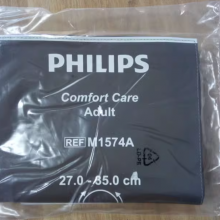 PHILIPS
Comfort Care
Adult
REF M1574A
27.0 - 35.0 cm